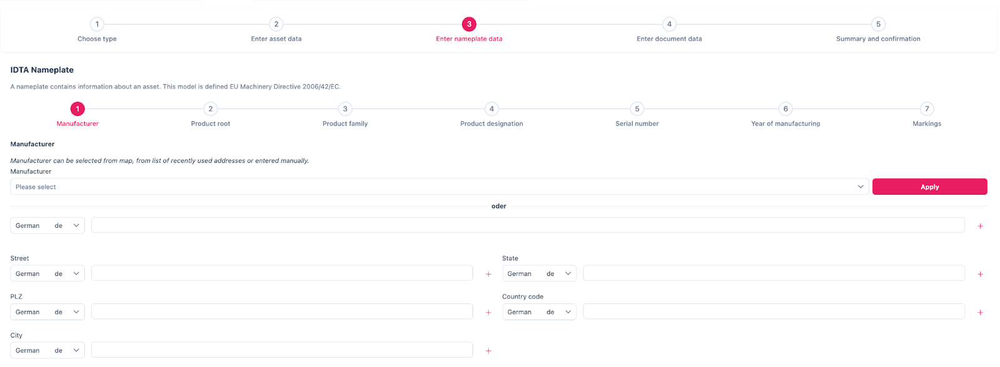 1 2 3 4 5
Choose type Enter asset data Enter nameplate data Enter document data Summary and confirmation
IDTA Nameplate
A nameplate contains information about an asset. This model is defined EU Machinery Directive 2006/42/EC.
1 2 3 4 5 6 7
Manufacturer Product root Product family Product designation Serial number Year of manufacturing Markings
Manufacturer
Manufacturer can be selected from map, from list of recently used addresses or entered manually.
Manufacturer
Please select Apply
oder
German de +
Street State
German de + German de +
PLZ Country code
German de + German de +
City
German de +